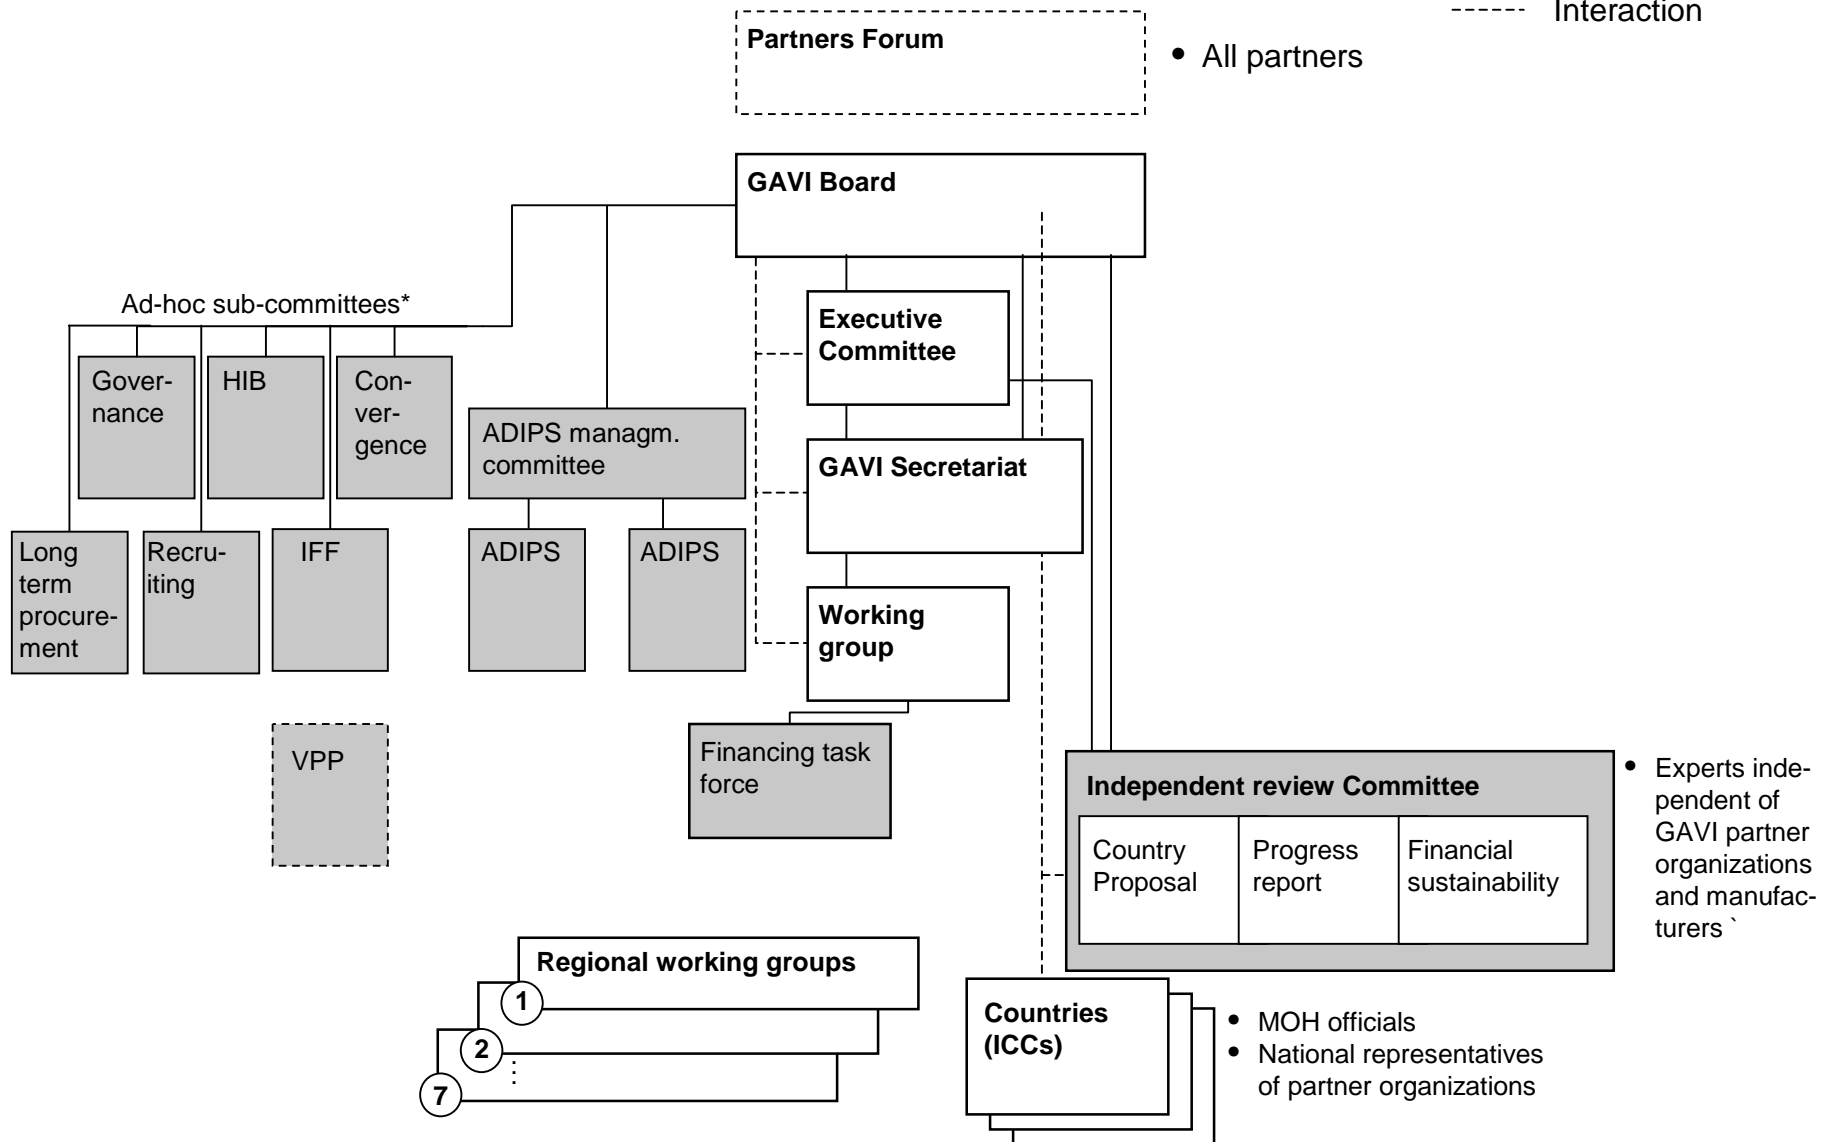 Interaction
Partners Forum
• All partners
GAVI Board
Ad-hoc sub-committees*
Executive
Committee
Gover-
nance
HIB
Con-
ver-
gence
ADIPS managm.
committee
GAVI Secretariat
Long
term
procure-
ment
Recru-
iting
IFF
ADIPS
ADIPS
Working
group
VPP
Financing task
force
Independent review Committee
Country
Proposal
Progress
report
Financial
sustainability
• Experts inde-
pendent of
GAVI partner
organizations
and manufac-
turers `
Regional working groups
1
2
⋮
7
Countries
(ICCs)
• MOH officials
• National representatives
of partner organizations